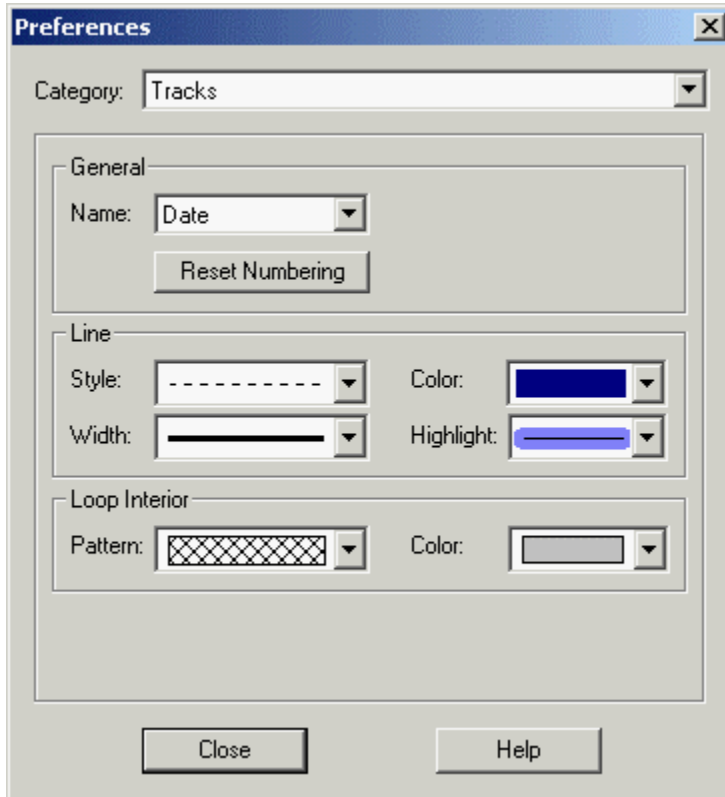 Preferences
Category: Tracks
General
Name: Date
Reset Numbering
Line
Style: Color:
Width: Highlight:
Loop Interior
Pattern: Color:
Close Help